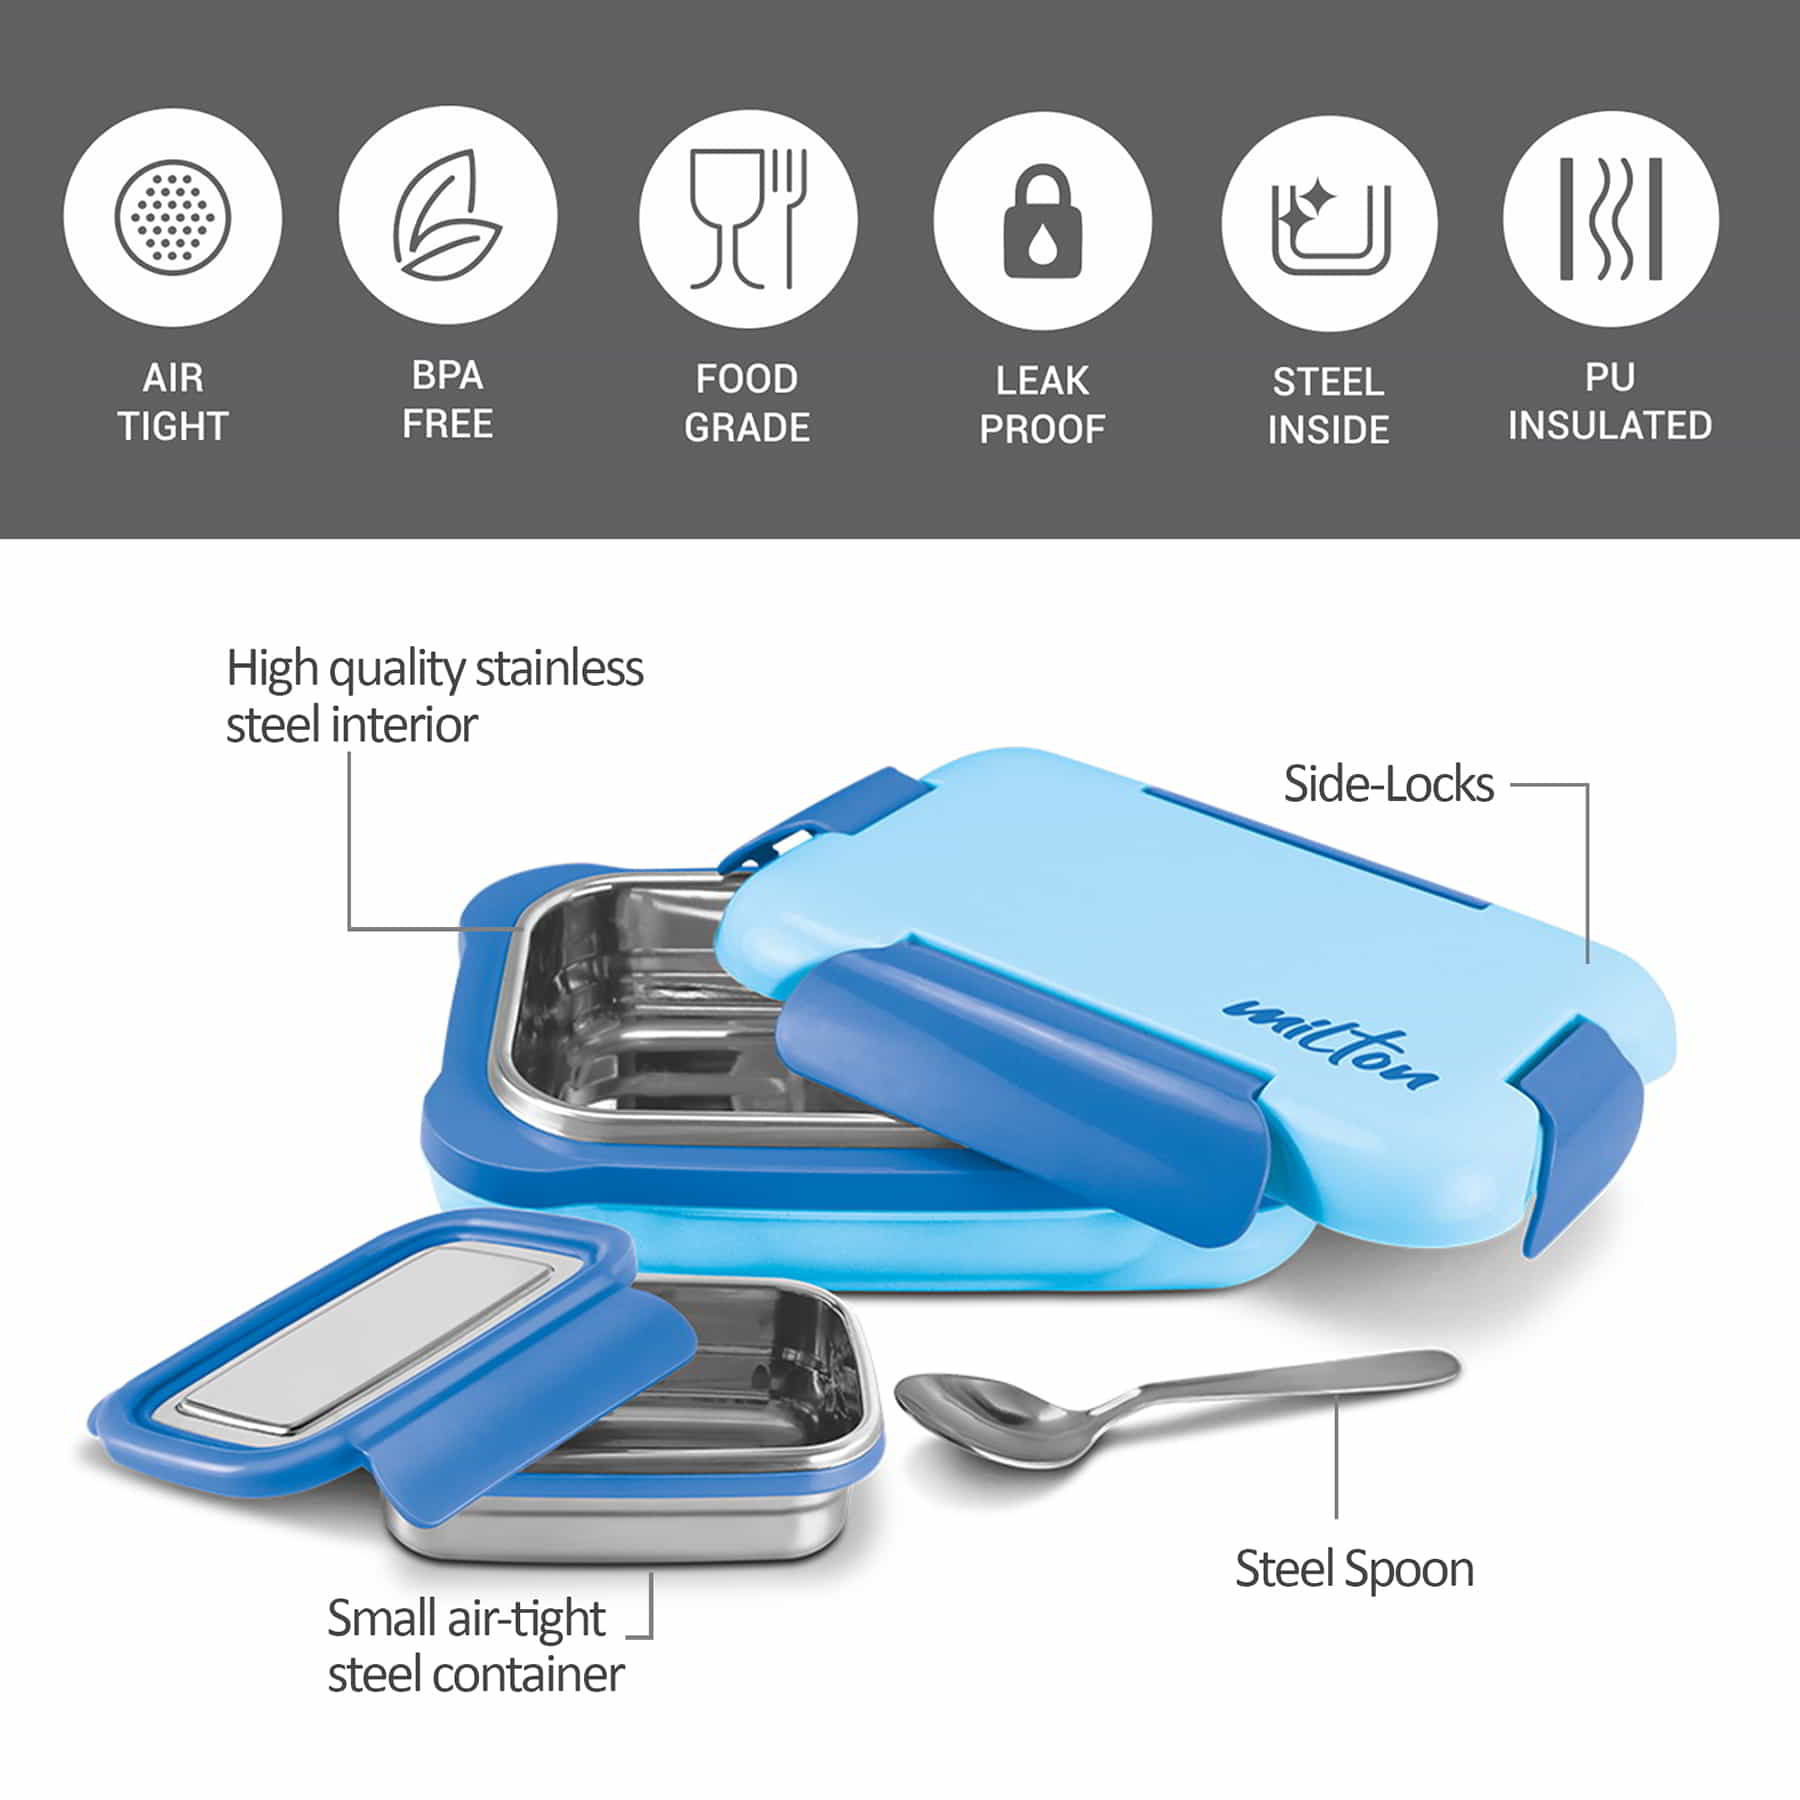 AIR
TIGHT
BPA
FREE
FOOD
GRADE
LEAK
PROOF
STEEL
INSIDE
PU
INSULATED
High quality stainless
steel interior
Side-Locks
milton
Steel Spoon
Small air-tight
steel container